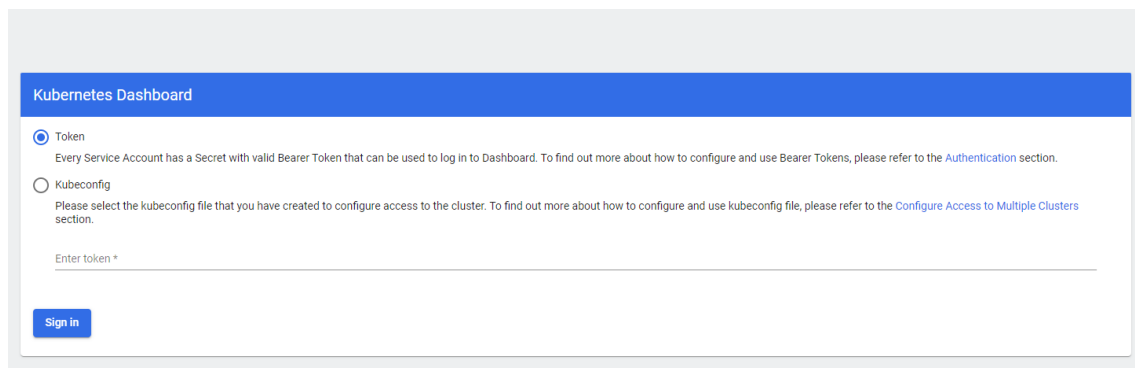 Kubernetes Dashboard
Token
Every Service Account has a Secret with valid Bearer Token that can be used to log in to Dashboard. To find out more about how to configure and use Bearer Tokens, please refer to the Authentication section.
Kubeconfig
Please select the kubeconfig file that you have created to configure access to the cluster. To find out more about how to configure and use kubeconfig file, please refer to the Configure Access to Multiple Clusters
section.
Enter token *
Sign in